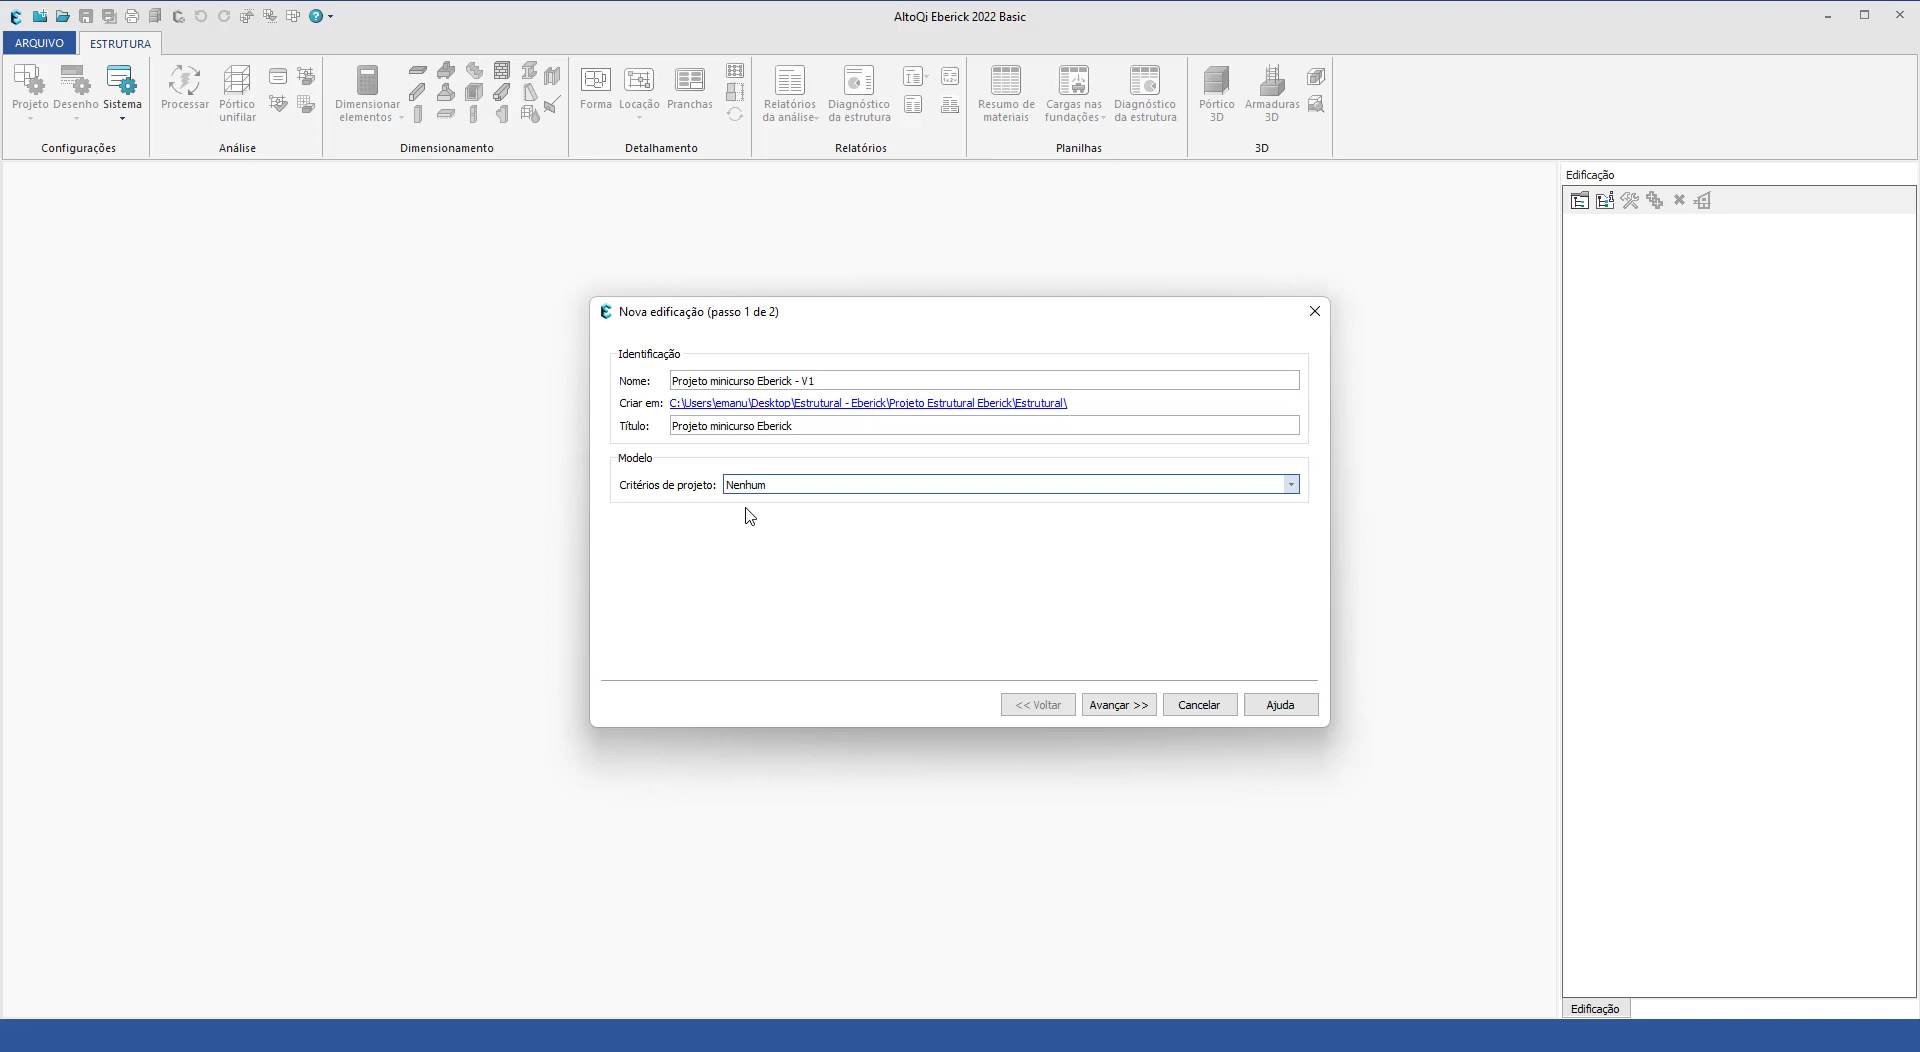 AltoQi Eberick 2022 Basic
ARQUIVO
ESTRUTURA
Projeto
Desenho
Sistema
Configurações
Processar
Pórtico
unifilar
Análise
Dimensionar
elementos
Dimensionamento
Forma
Locação
Pranchas
Detalhamento
Relatórios
da análise
Diagnóstico
da estrutura
Relatórios
Resumo de
materiais
Cargas nas
fundações
Diagnóstico
da estrutura
Planilhas
Pórtico
3D
Armaduras
3D
3D
Edificação
Nova edificação (passo 1 de 2)
Identificação
Nome: Projeto minicurso Eberick - V1
Criar em: C:\Users\emanu\Desktop\Estrutural - Eberick\Projeto Estrutural Eberick\Estrutural\
Título: Projeto minicurso Eberick
Modelo
Critérios de projeto: Nenhum
<< Voltar
Avançar >>
Cancelar
Ajuda
Edificação